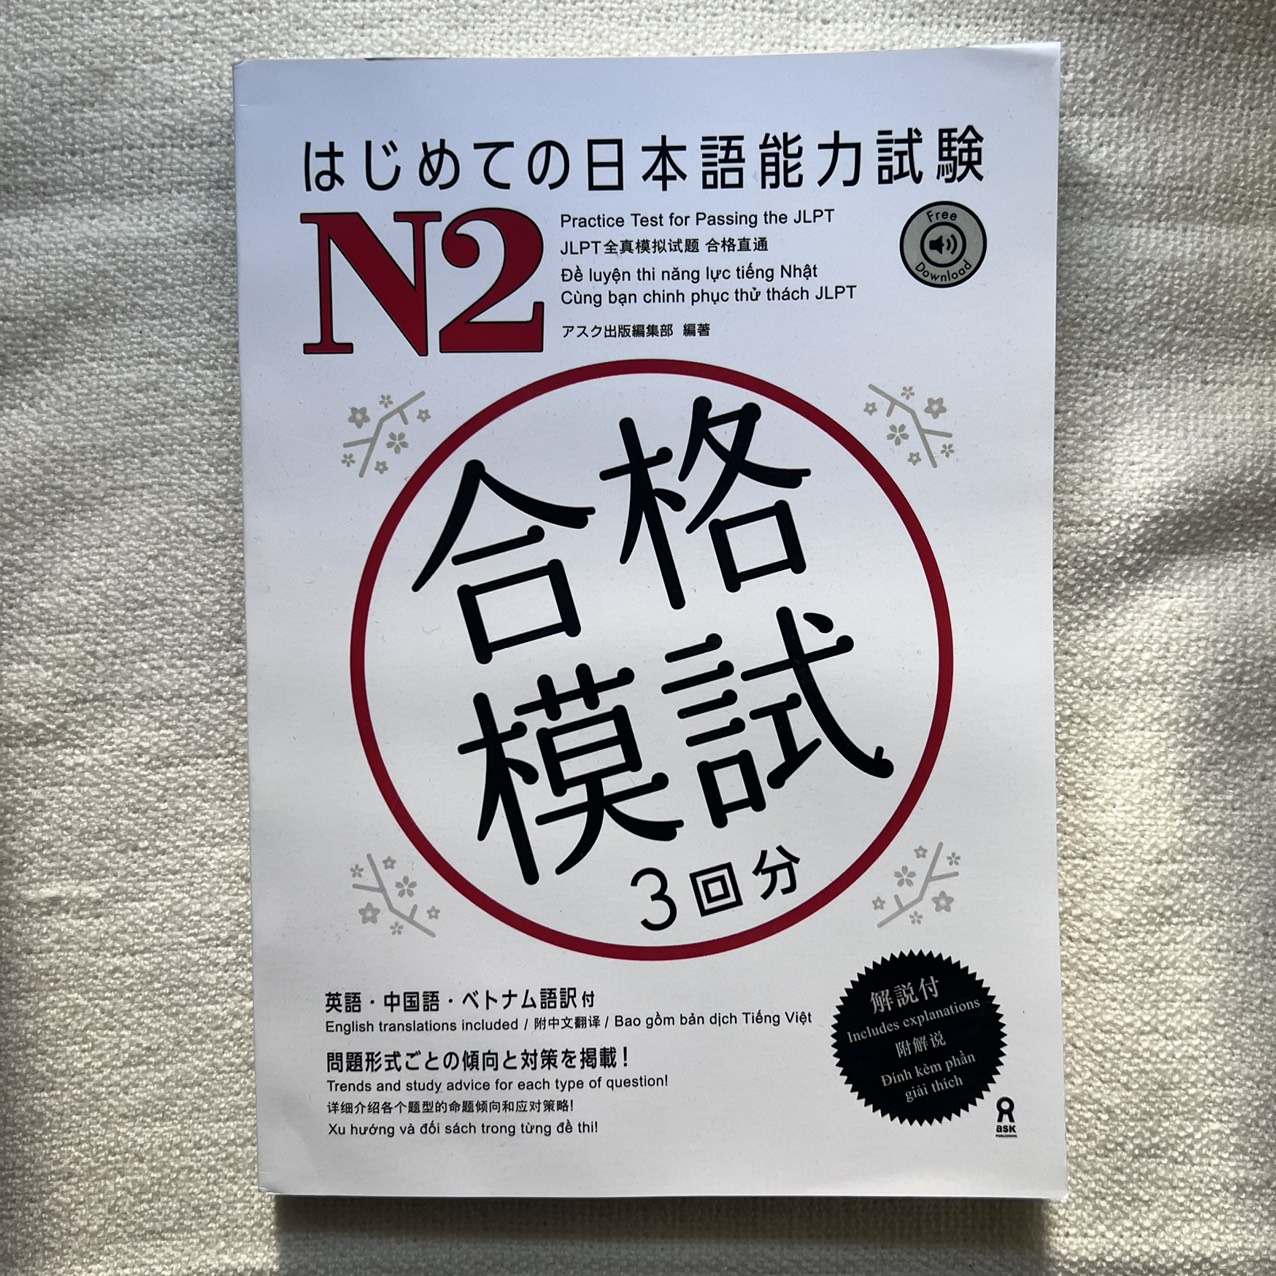 はじめての日本語能力試験
N2
Practice Test for Passing the JLPT
JLPT全真模拟试题 合格直通
Đề luyện thi năng lực tiếng Nhật
Cùng bạn chinh phục thử thách JLPT
アスク出版編集部 編著
Free
Download
合格
模試
3回分
英語・中国語・ベトナム語訳付
English translations included / 附中文翻译 / Bao gồm bản dịch Tiếng Việt
問題形式ごとの傾向と対策を掲載！
Trends and study advice for each type of question!
详细介绍各个题型的命题倾向和应对策略!
Xu hướng và đối sách trong từng đề thi!
解説付
Includes explanations
附解说
Đính kèm phần
giải thích
ask
PUBLISHING